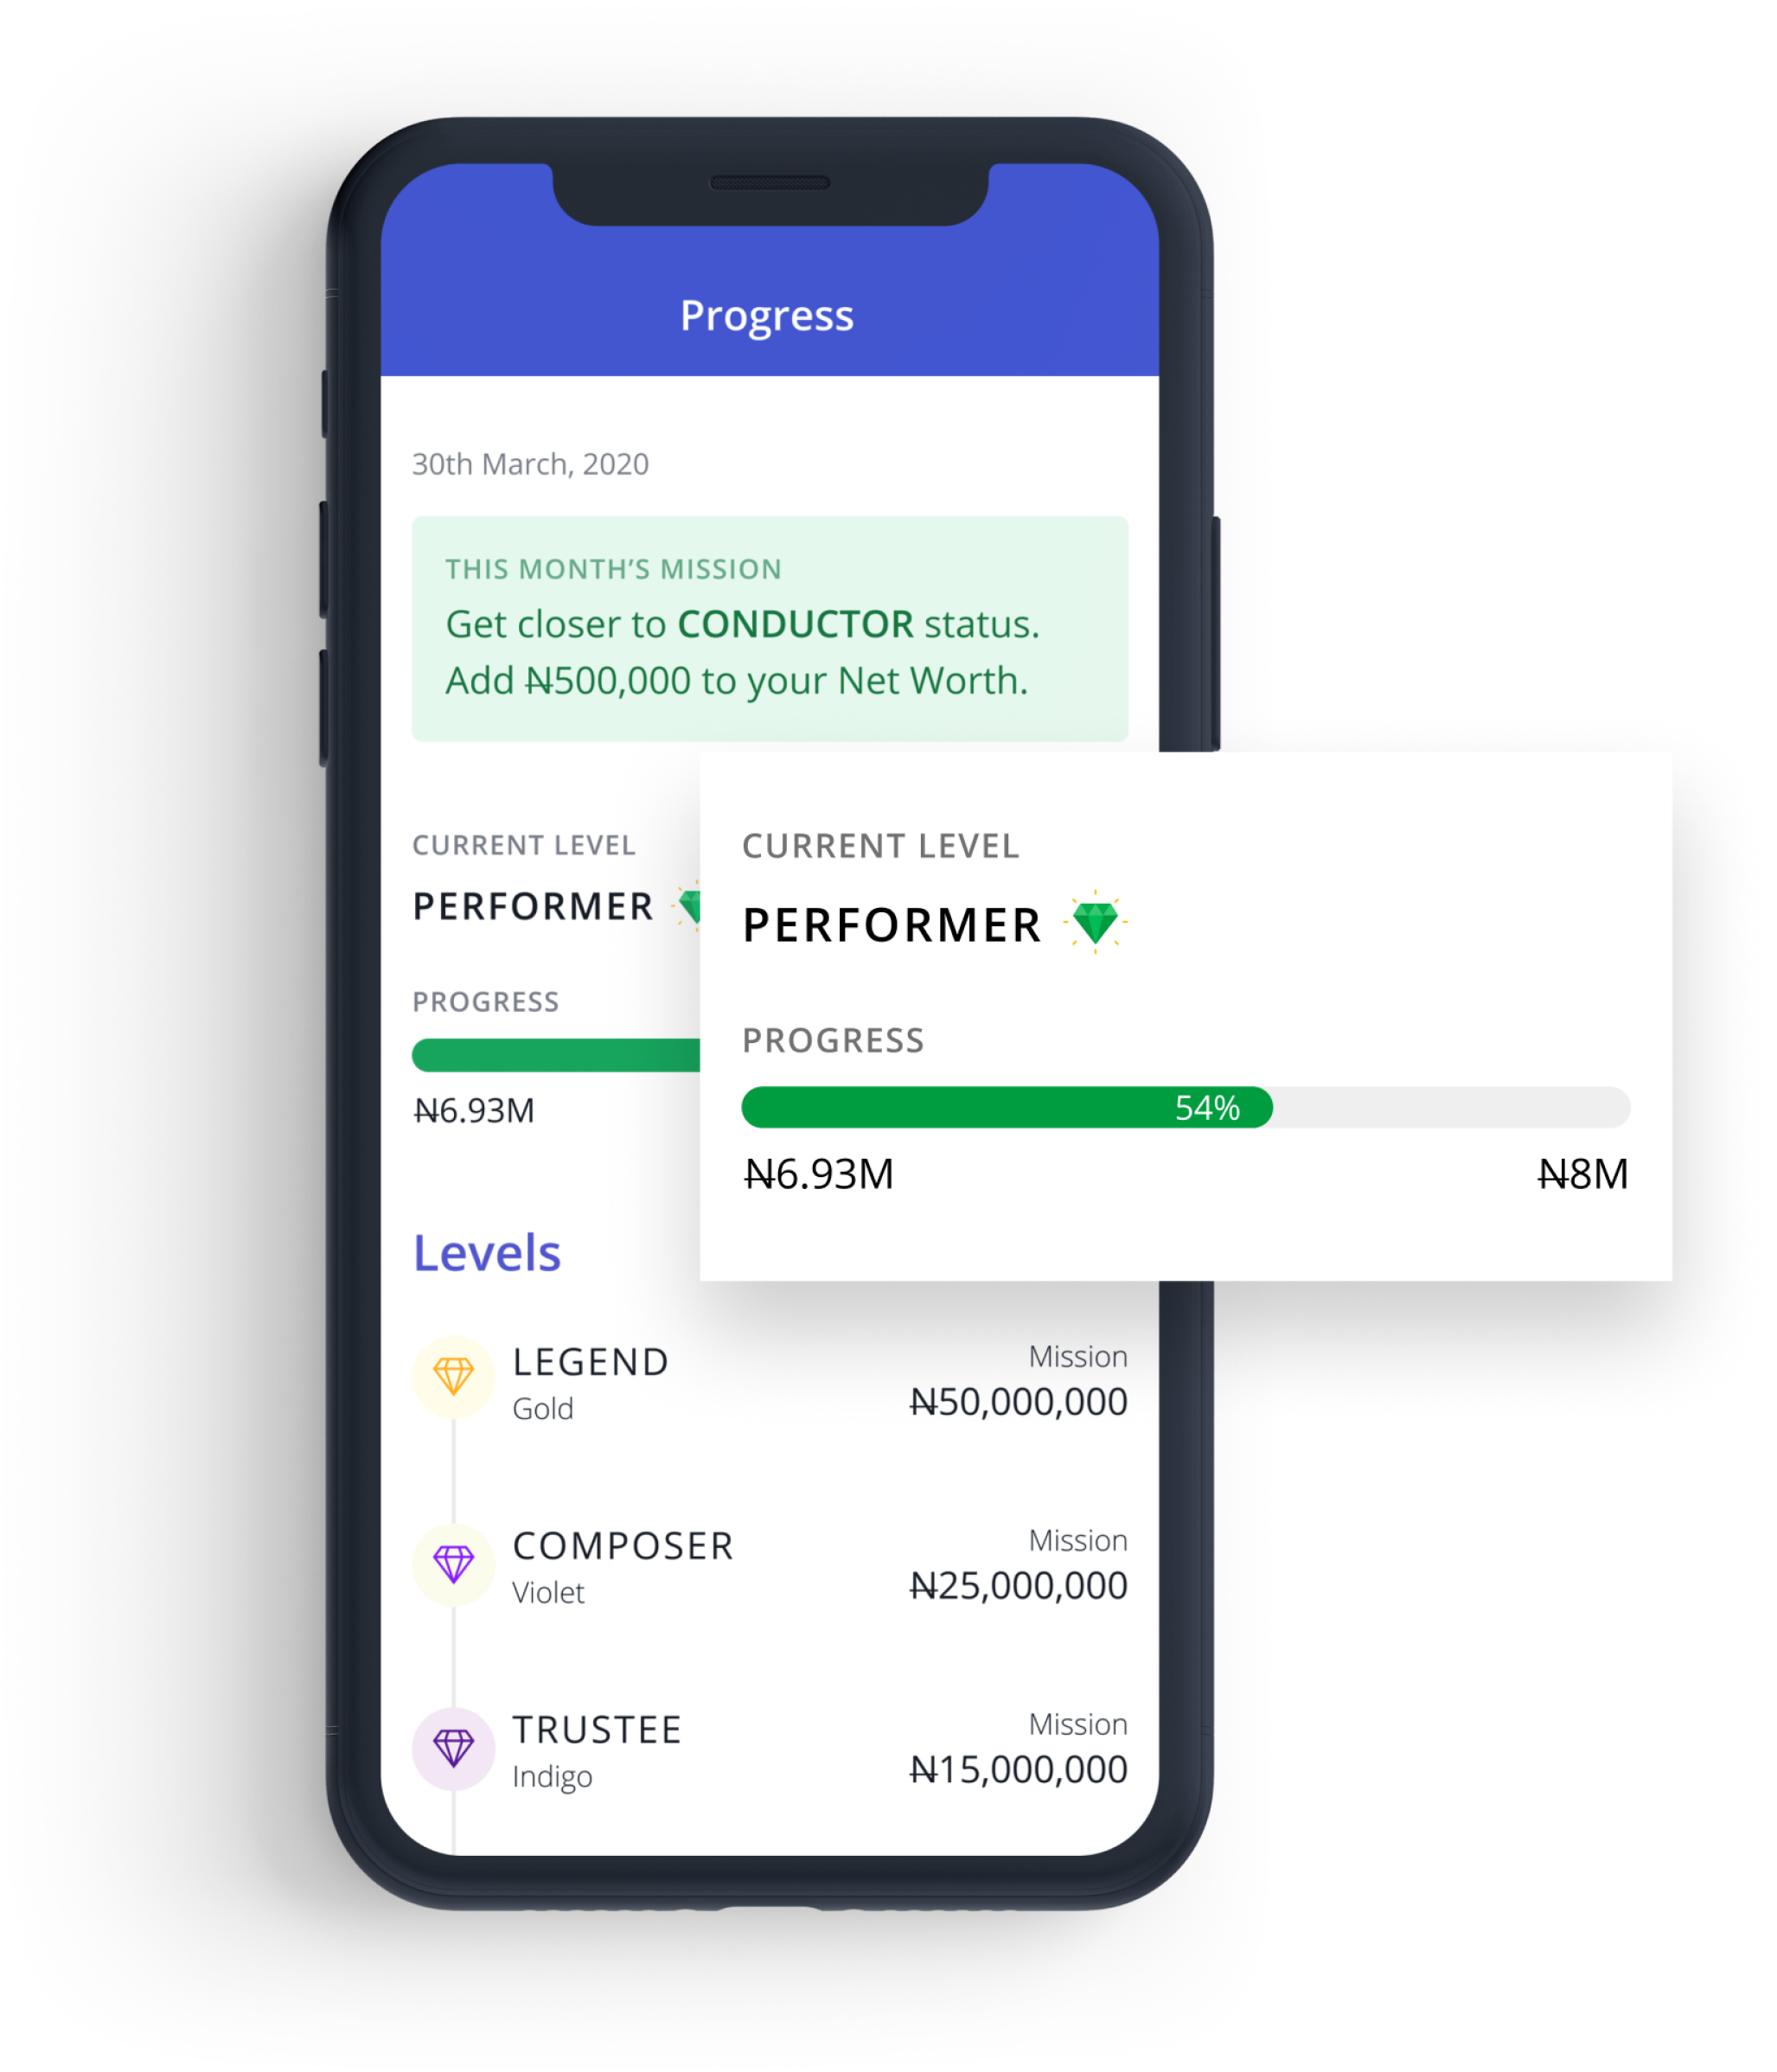 Progress
30th March, 2020
THIS MONTH’S MISSION
Get closer to CONDUCTOR status.
Add ₦500,000 to your Net Worth.
CURRENT LEVEL
PERFORMER
PROGRESS
₦6.93M
CURRENT LEVEL
PERFORMER
PROGRESS
54%
₦6.93M ₦8M
Levels
LEGEND Mission
Gold ₦50,000,000
COMPOSER Mission
Violet ₦25,000,000
TRUSTEE Mission
Indigo ₦15,000,000